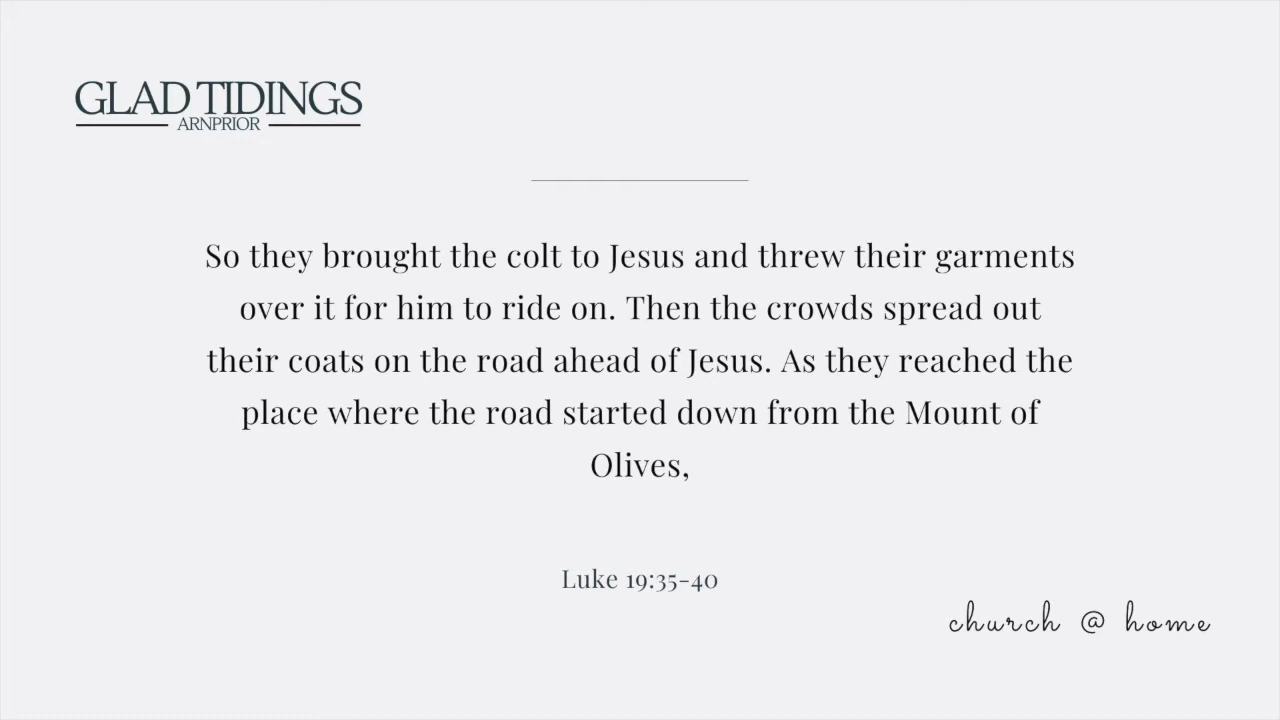 GLAD TIDINGS
ARNPRIOR
So they brought the colt to Jesus and threw their garments
over it for him to ride on. Then the crowds spread out
their coats on the road ahead of Jesus. As they reached the
place where the road started down from the Mount of
Olives,
Luke 19:35-40
church @ home